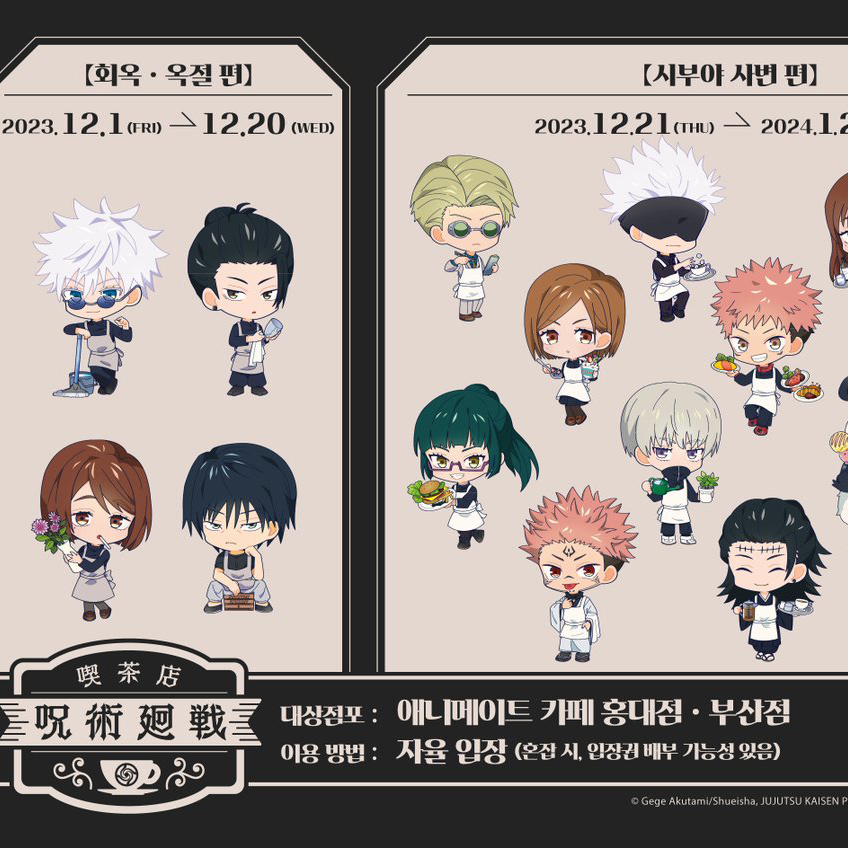 【회옥 · 옥절 편】
2023.12.1(FRI) → 12.20 (WED)
【시부야 사변 편】
2023.12.21(THU) → 2024.1.2
喫茶店
呪術廻戦
대상점포 : 애니메이트 카페 홍대점 · 부산점
이용 방법 : 자율 입장 (혼잡 시, 입장권 배부 가능성 있음)
© Gege Akutami/Shueisha, JUJUTSU KAISEN P